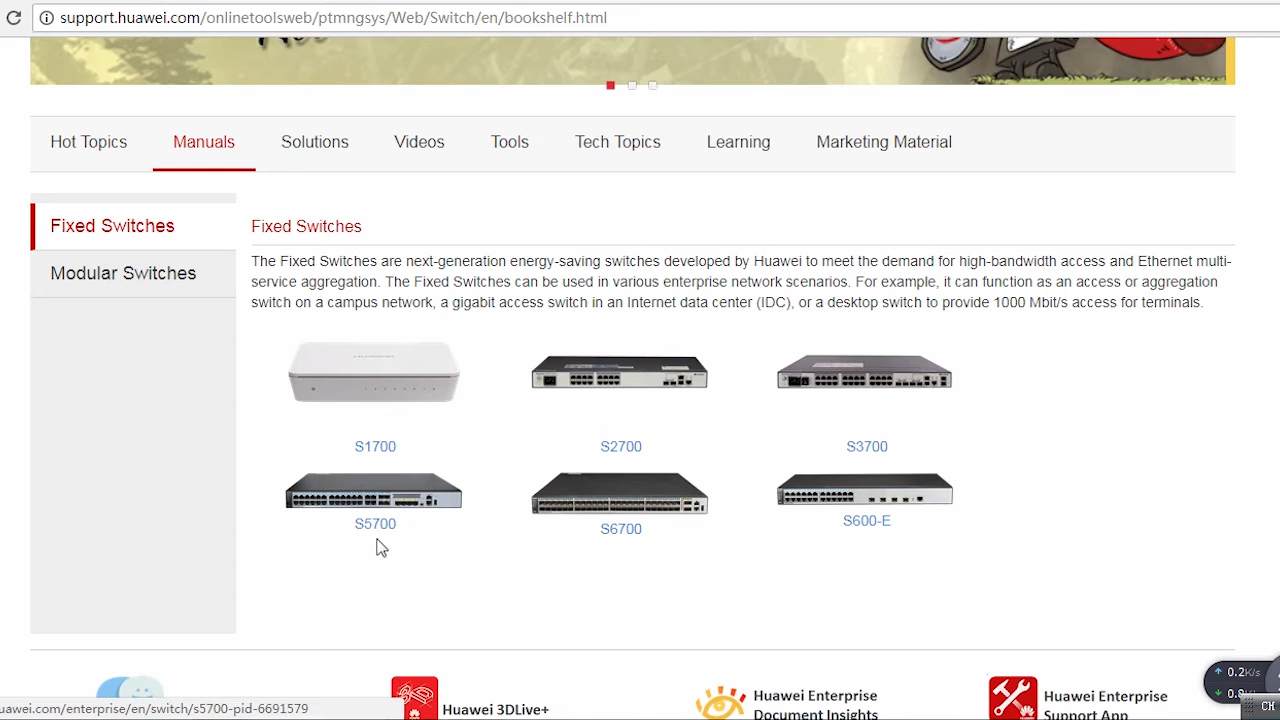 support.huawei.com/onlinetoolsweb/ptmngsys/Web/Switch/en/bookshelf.html
Hot Topics Manuals Solutions Videos Tools Tech Topics Learning Marketing Material
Fixed Switches
Modular Switches
Fixed Switches
The Fixed Switches are next-generation energy-saving switches developed by Huawei to meet the demand for high-bandwidth access and Ethernet multi-
service aggregation. The Fixed Switches can be used in various enterprise network scenarios. For example, it can function as an access or aggregation
switch on a campus network, a gigabit access switch in an Internet data center (IDC), or a desktop switch to provide 1000 Mbit/s access for terminals.
S1700 S2700 S3700
S5700 S6700 S600-E
Huawei 3DLive+
Huawei Enterprise
Document Insights
Huawei Enterprise
Support App
uawei.com/enterprise/en/switch/s5700-pid-6691579
0.2K/s
CH